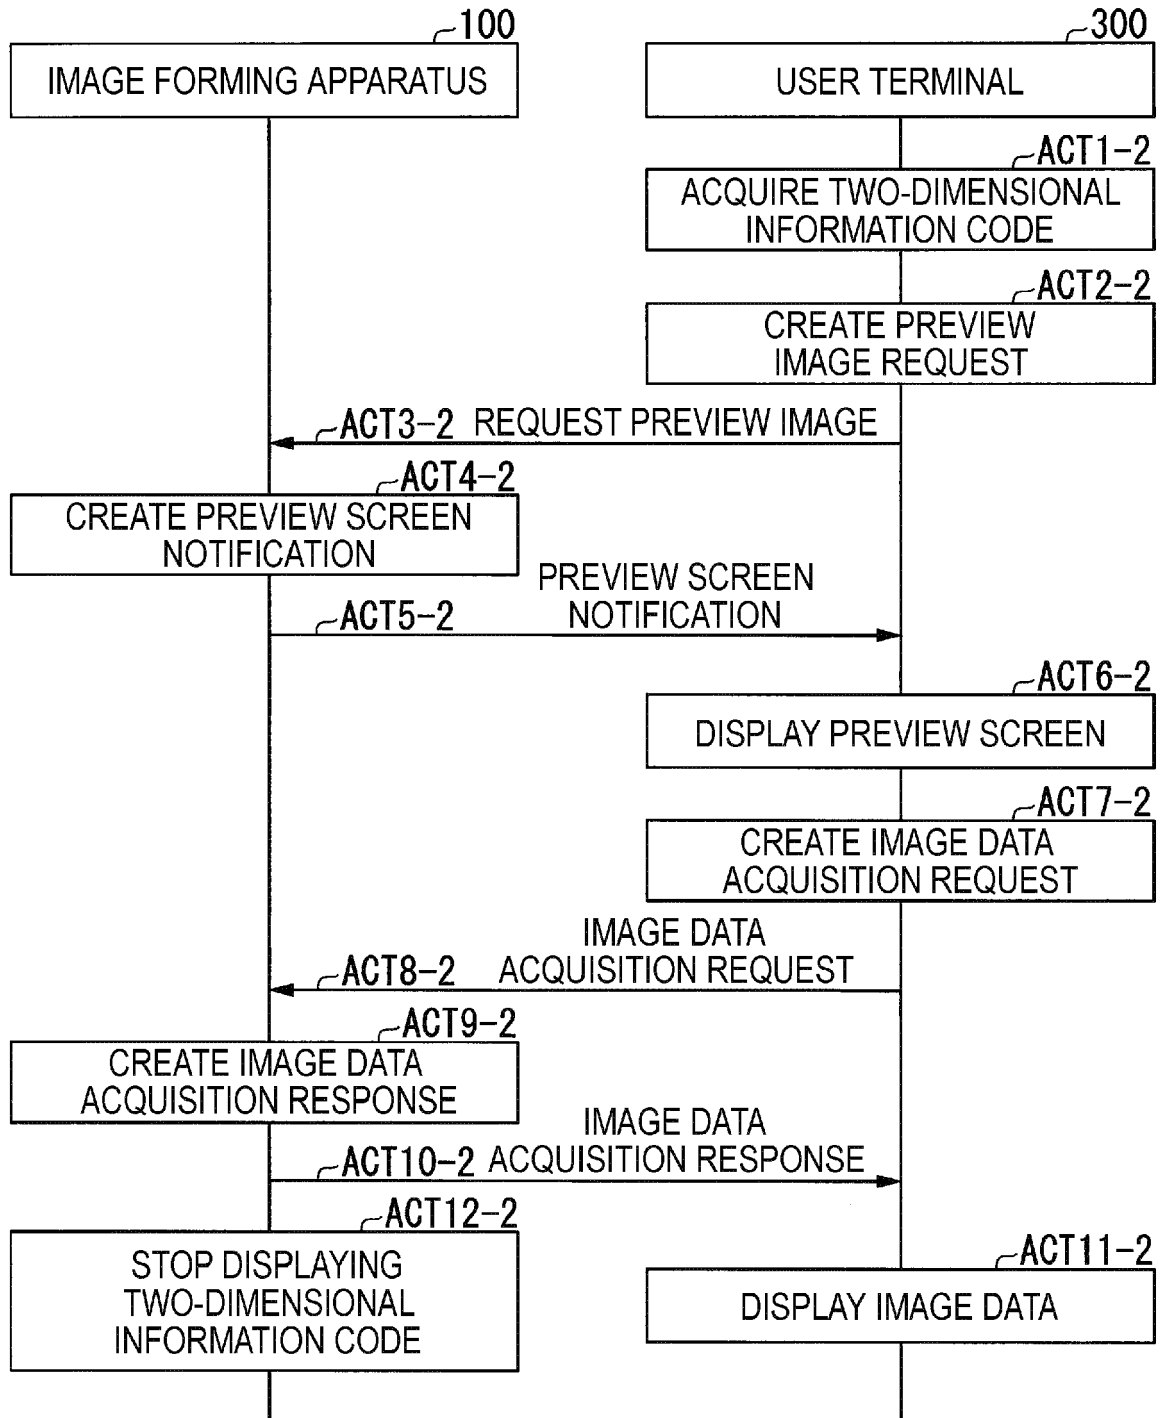 100
IMAGE FORMING APPARATUS
300
USER TERMINAL
ACT1-2
ACQUIRE TWO-DIMENSIONAL
INFORMATION CODE
ACT2-2
CREATE PREVIEW
IMAGE REQUEST
ACT3-2 REQUEST PREVIEW IMAGE
ACT4-2
CREATE PREVIEW SCREEN
NOTIFICATION
PREVIEW SCREEN
NOTIFICATION
ACT5-2
ACT6-2
DISPLAY PREVIEW SCREEN
ACT7-2
CREATE IMAGE DATA
ACQUISITION REQUEST
IMAGE DATA
ACQUISITION REQUEST
ACT8-2
ACT9-2
CREATE IMAGE DATA
ACQUISITION RESPONSE
IMAGE DATA
ACQUISITION RESPONSE
ACT10-2
ACT12-2
STOP DISPLAYING
TWO-DIMENSIONAL
INFORMATION CODE
ACT11-2
DISPLAY IMAGE DATA